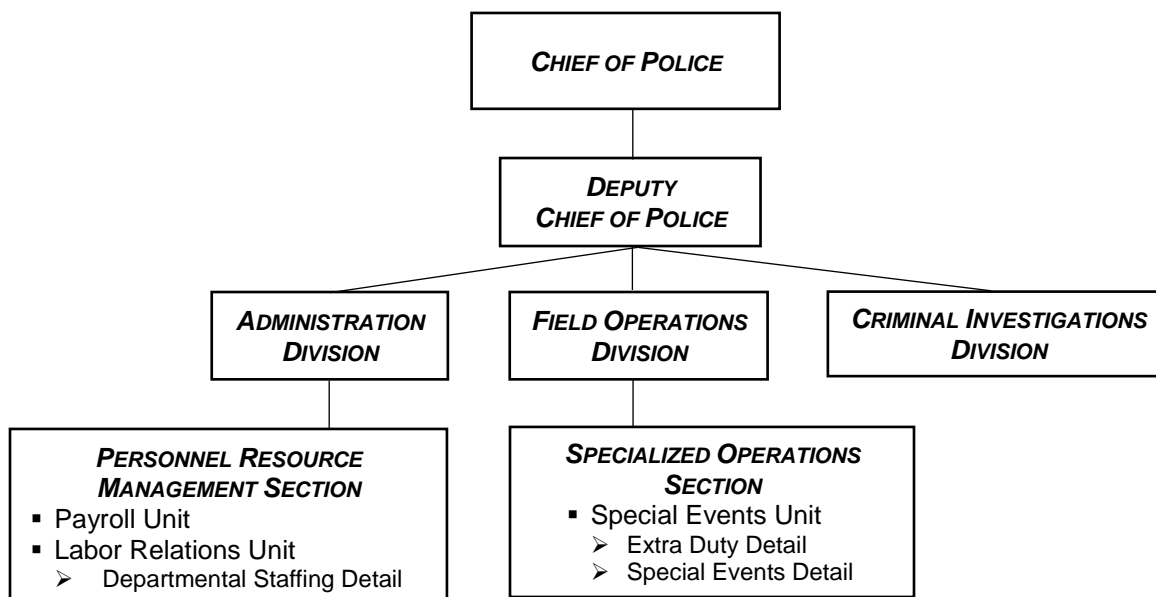 CHIEF OF POLICE
DEPUTY
CHIEF OF POLICE
ADMINISTRATION
DIVISION
FIELD OPERATIONS
DIVISION
CRIMINAL INVESTIGATIONS
DIVISION
PERSONNEL RESOURCE
MANAGEMENT SECTION
▪ Payroll Unit
▪ Labor Relations Unit
➢ Departmental Staffing Detail
SPECIALIZED OPERATIONS
SECTION
▪ Special Events Unit
➢ Extra Duty Detail
➢ Special Events Detail